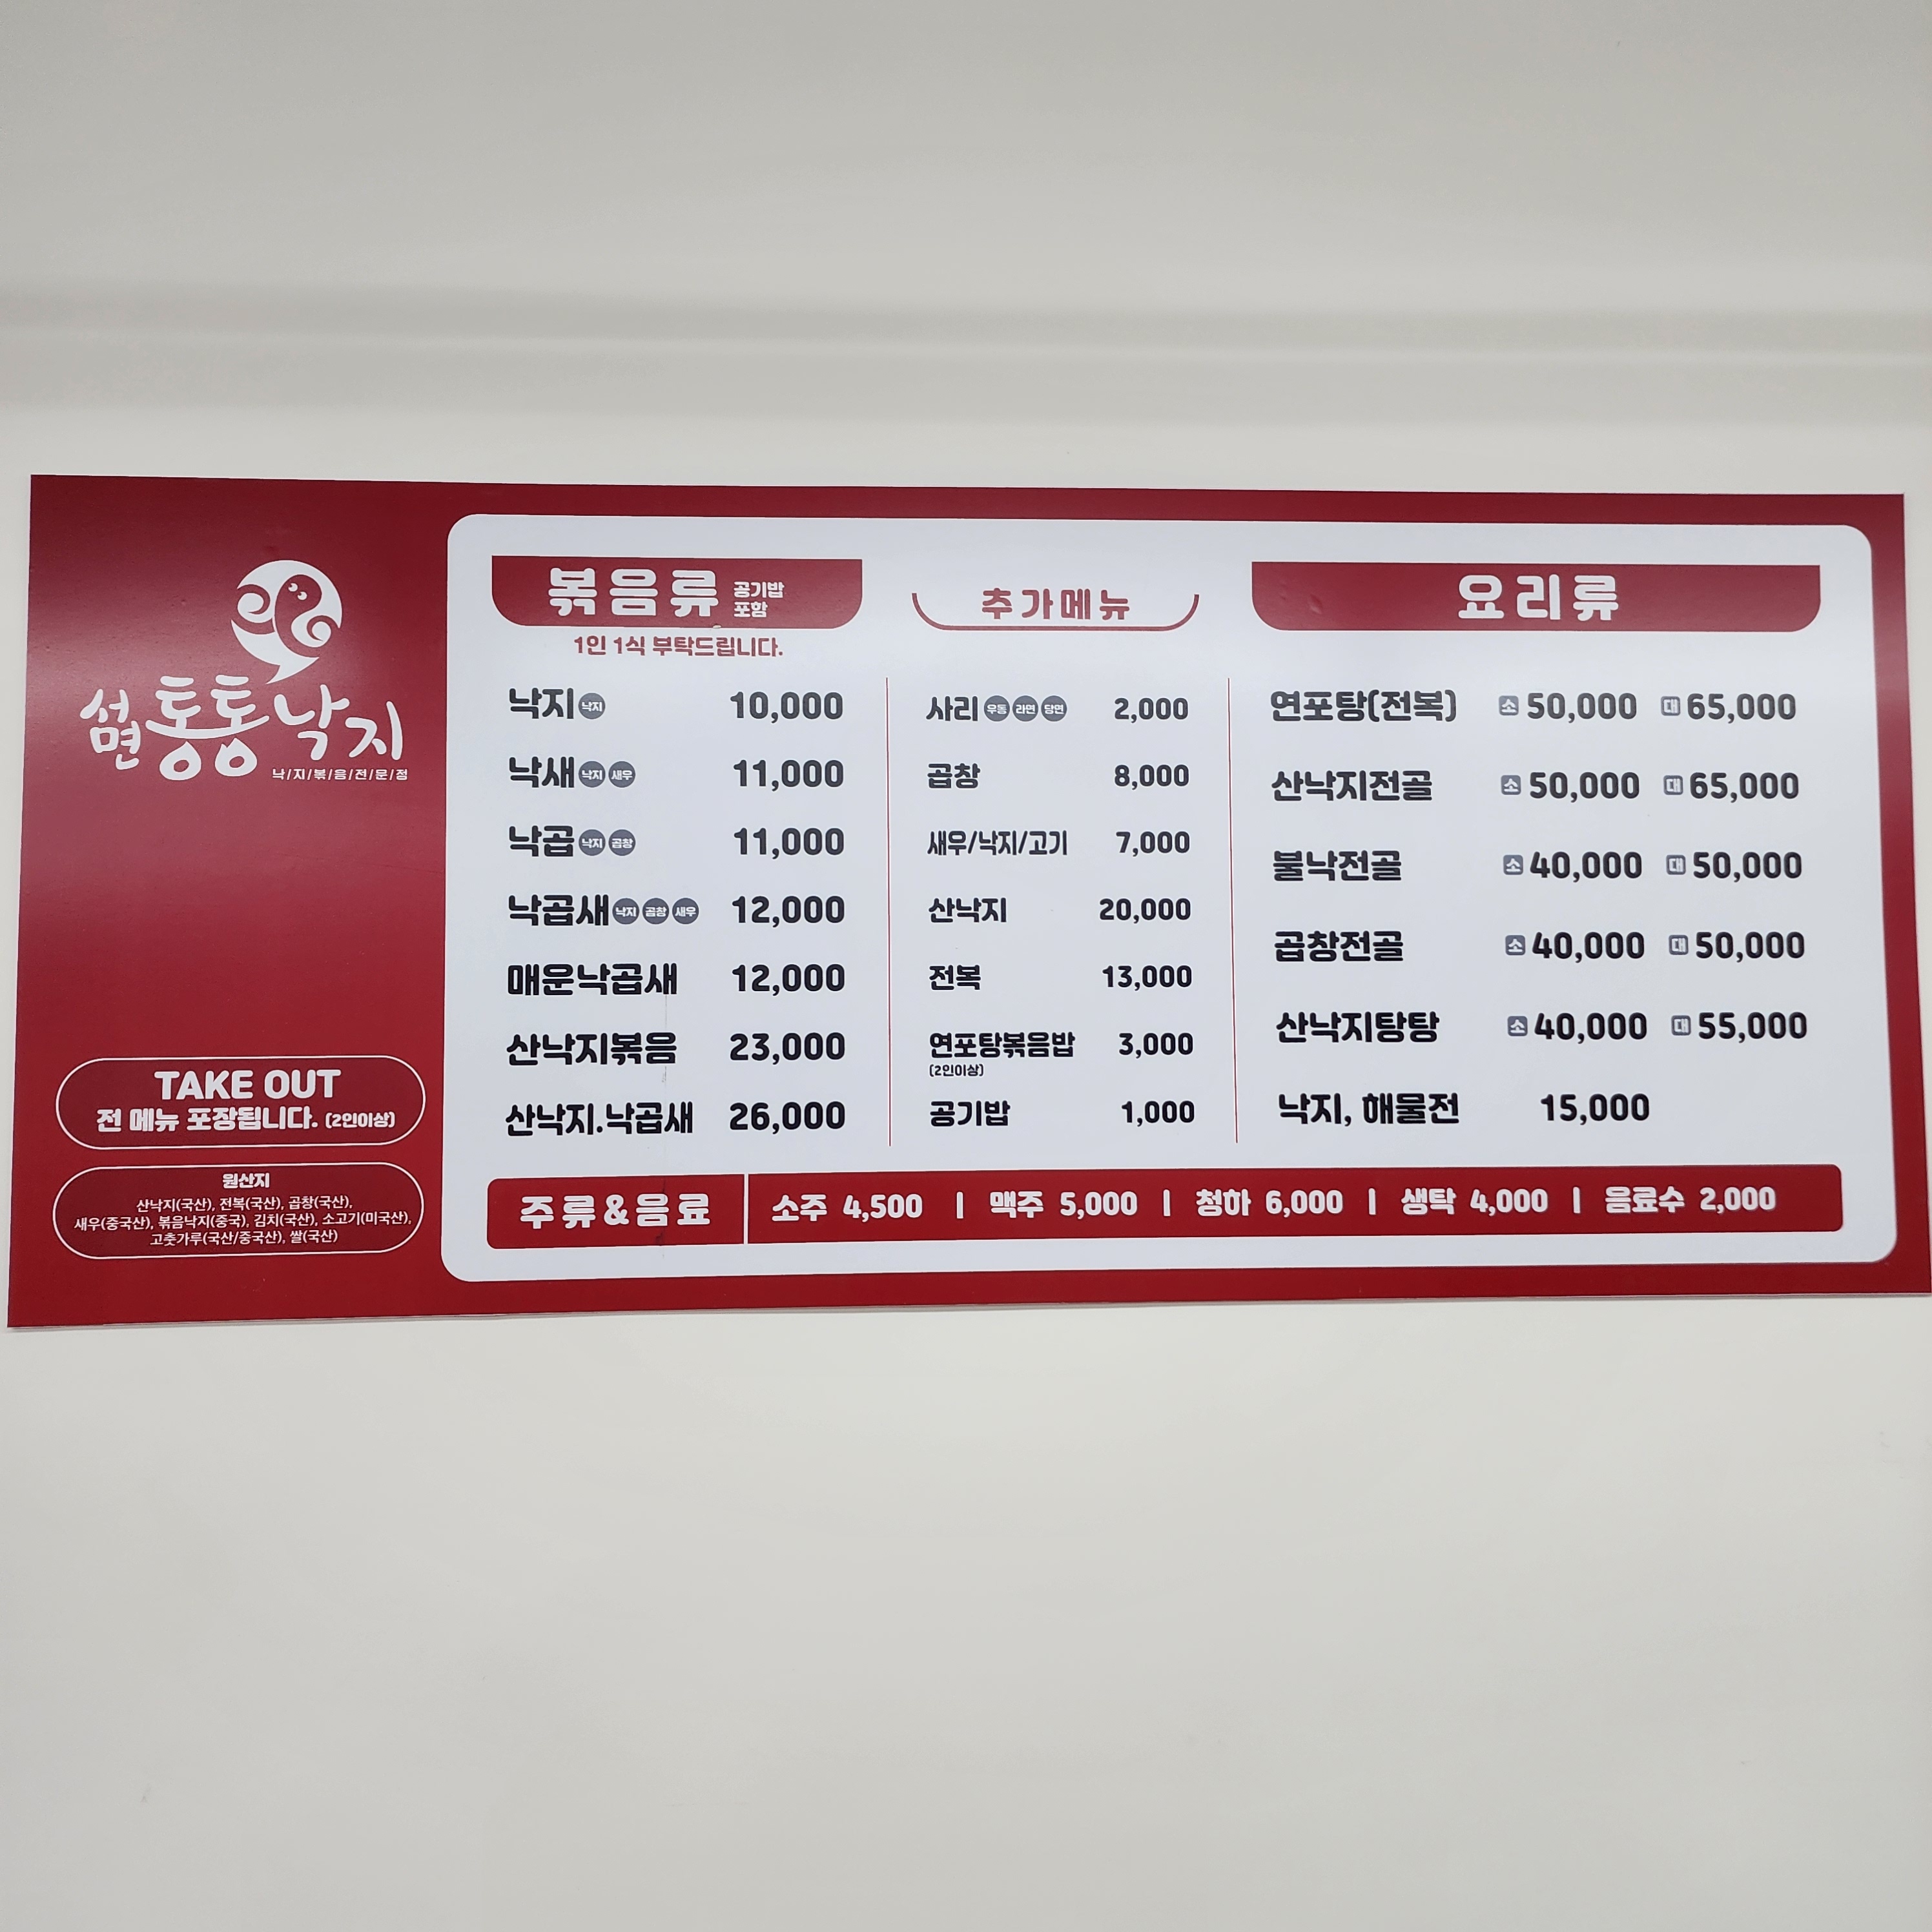 섬면통통낙지
낙/지/볶/음/전/문/점
TAKE OUT
전 메뉴 포장됩니다. (2인이상)
원산지
산낙지(국산), 전복(국산), 곱창(국산),
새우(중국산), 볶음낙지(중국), 김치(국산), 소고기(미국산),
고춧가루(국산/중국산), 쌀(국산)
볶음류 공기밥
포함
1인 1식 부탁드립니다.
낙지 낙지 10,000
낙새 낙지 새우 11,000
낙곱 낙지 곱창 11,000
낙곱새 낙지 곱창 새우 12,000
매운낙곱새 12,000
산낙지볶음 23,000
산낙지.낙곱새 26,000
추가메뉴
사리 우동 라면 당면 2,000
곱창 8,000
새우/낙지/고기 7,000
산낙지 20,000
전복 13,000
연포탕볶음밥 3,000
(2인이상)
공기밥 1,000
요리류
연포탕(전복) 소 50,000 대 65,000
산낙지전골 소 50,000 대 65,000
불낙전골 소 40,000 대 50,000
곱창전골 소 40,000 대 50,000
산낙지탕탕 소 40,000 대 55,000
낙지, 해물전 15,000
주류&음료 소주 4,500 | 맥주 5,000 | 청하 6,000 | 생탁 4,000 | 음료수 2,000